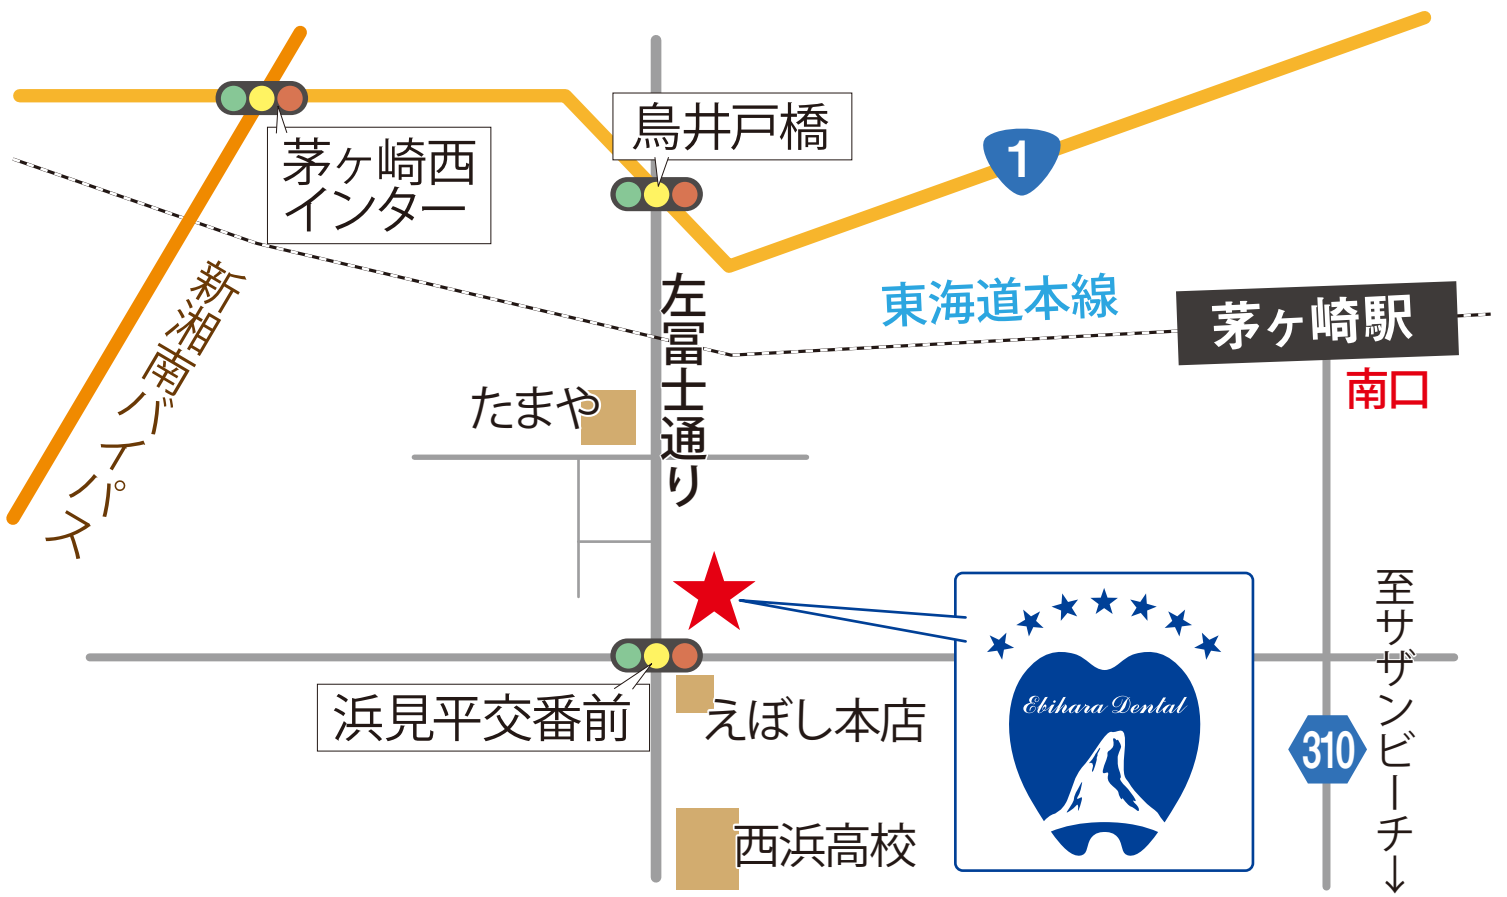 鳥井戸橋
1
茅ヶ崎西
インター
新湘南バイパス
左冨士通り
東海道本線
茅ヶ崎駅
南口
たまや
至サザンビーチ→
Ebihara Dental
浜見平交番前
えぼし本店
310
西浜高校